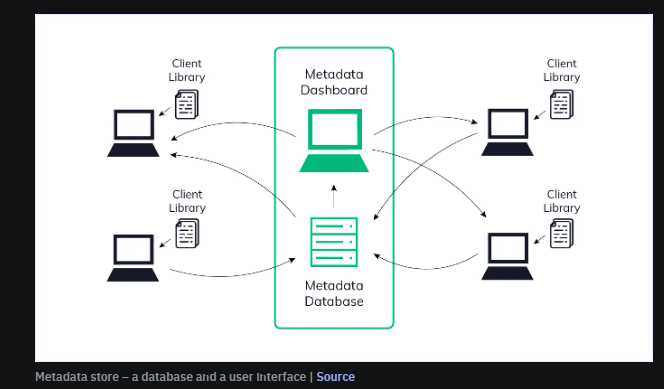 Client
Library
Metadata
Dashboard
Client
Library
Client
Library
Client
Library
Metadata
Database
Metadata store – a database and a user interface | Source